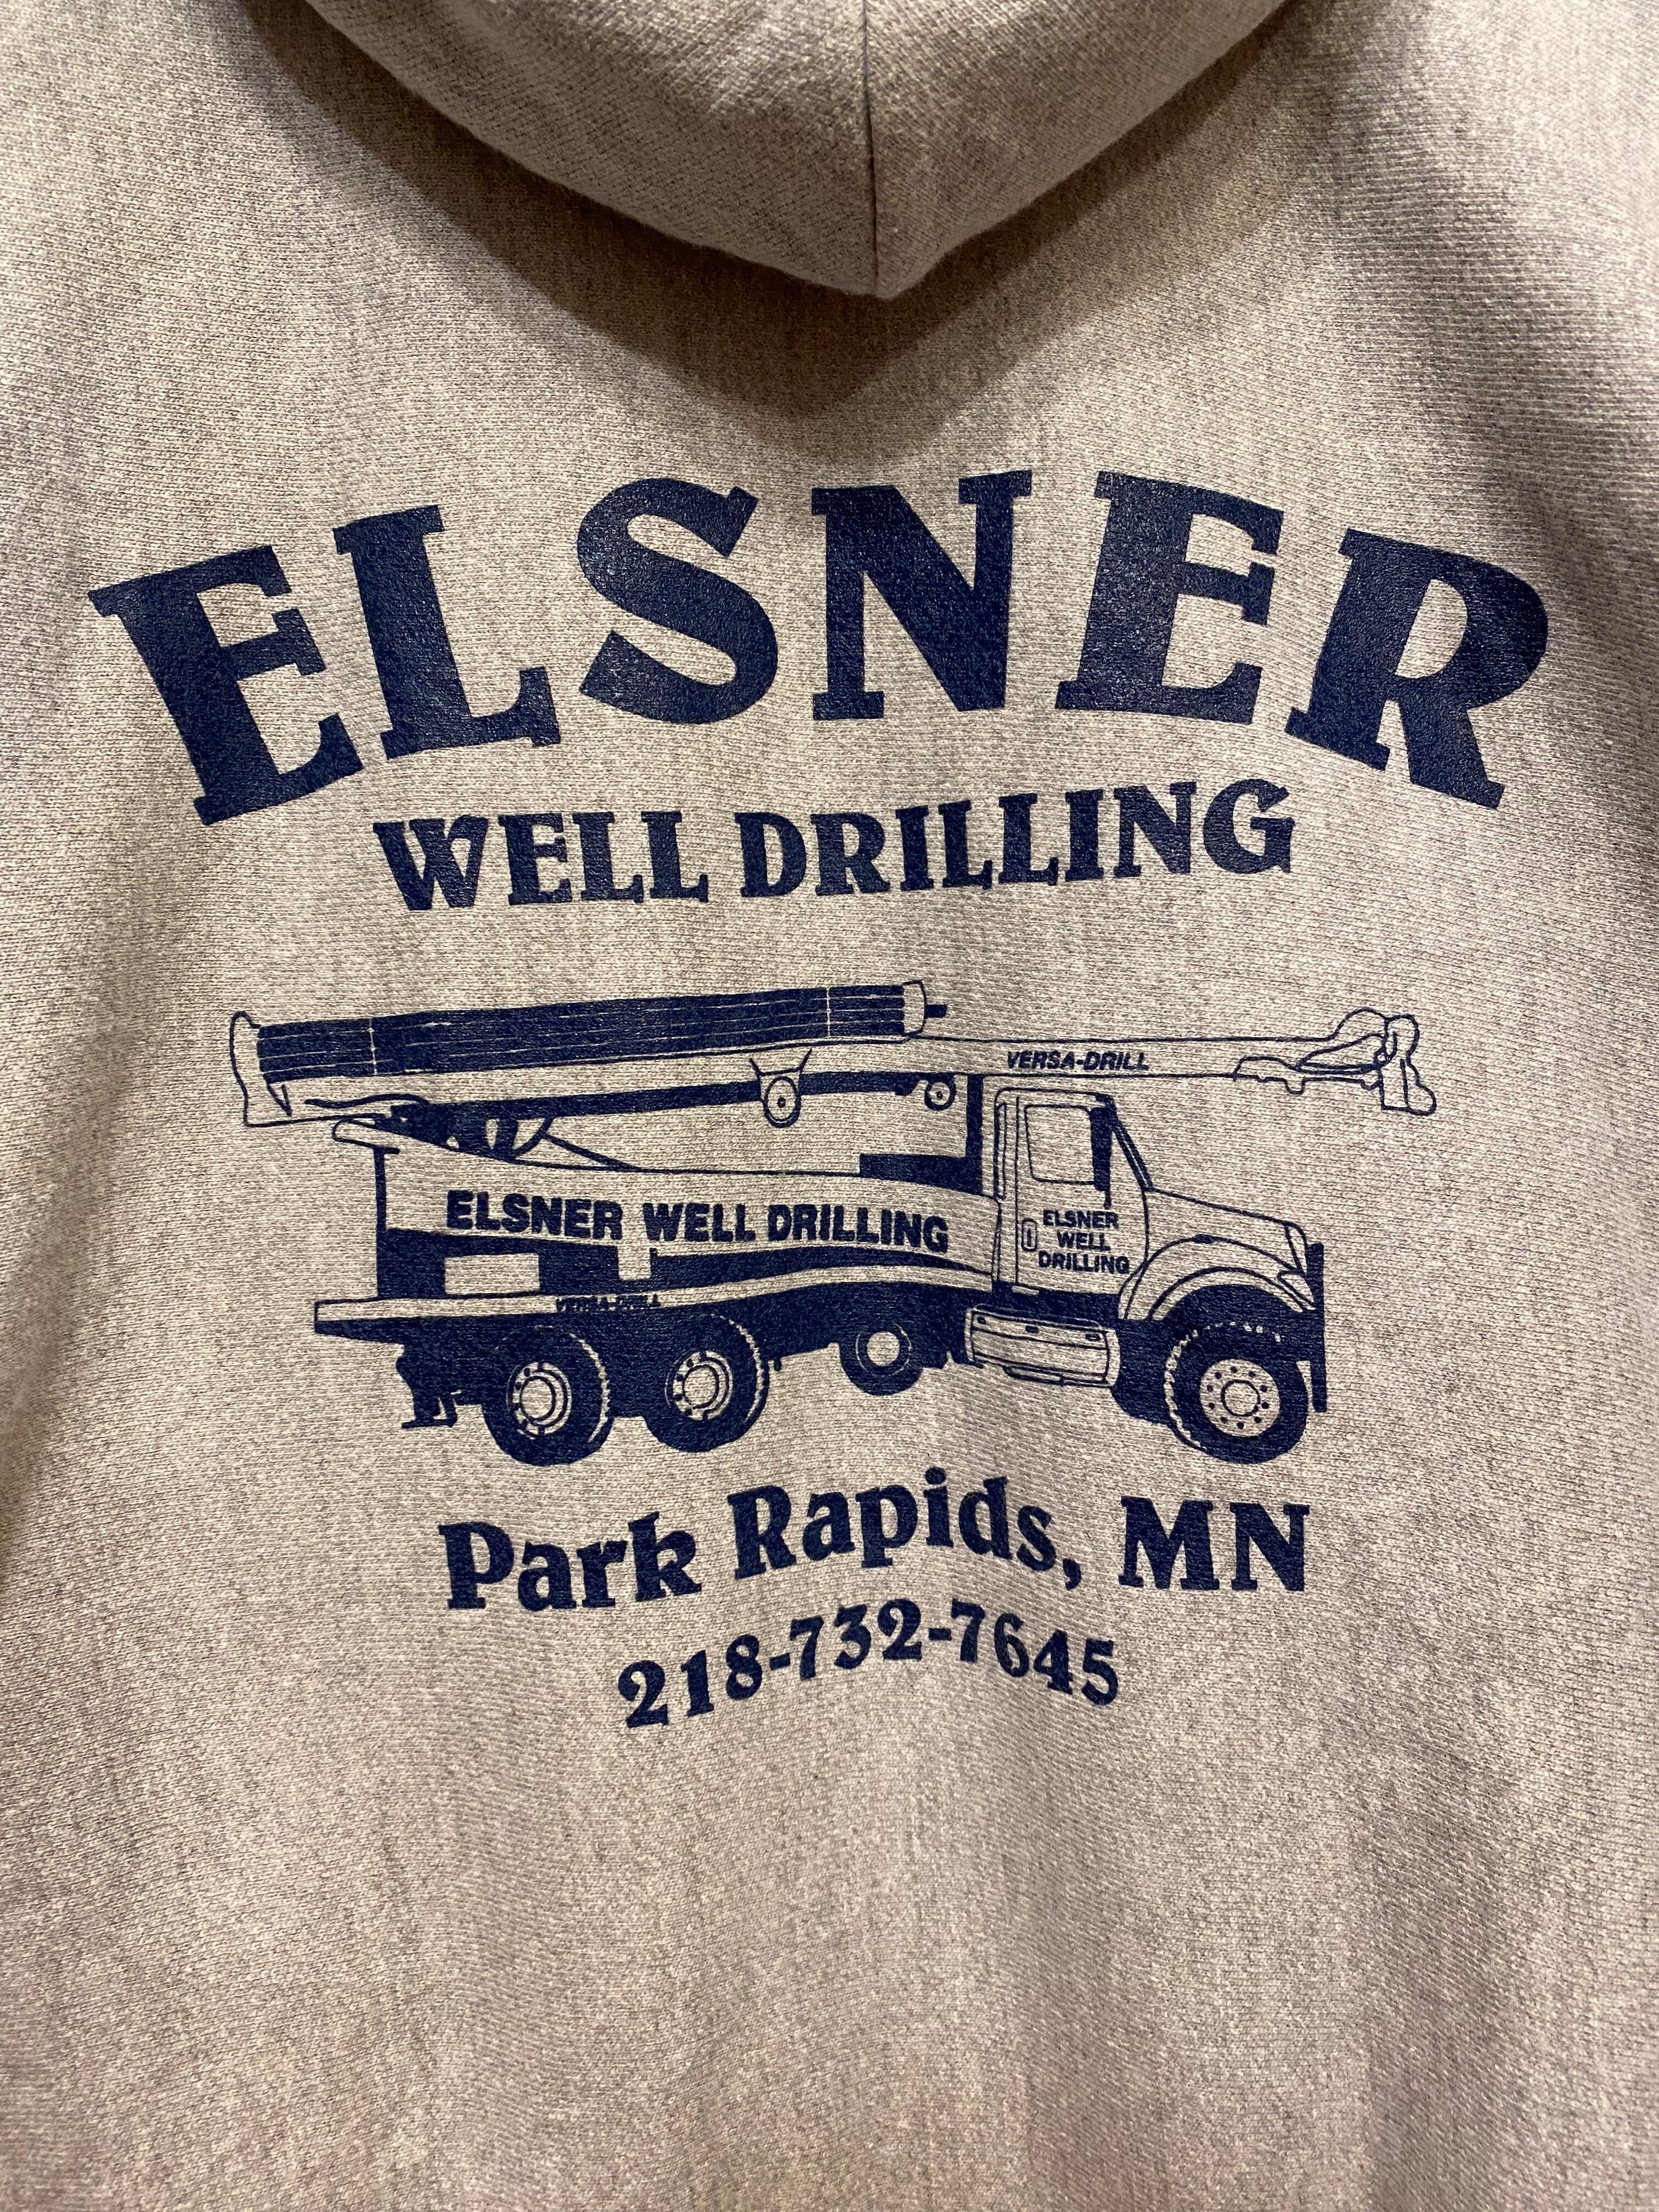 ELSNER
WELL DRILLING
VERSA-DRILL
ELSNER WELL DRILLING
ELSNER
WELL
DRILLING
VERSA-DRILL
Park Rapids, MN
218-732-7645